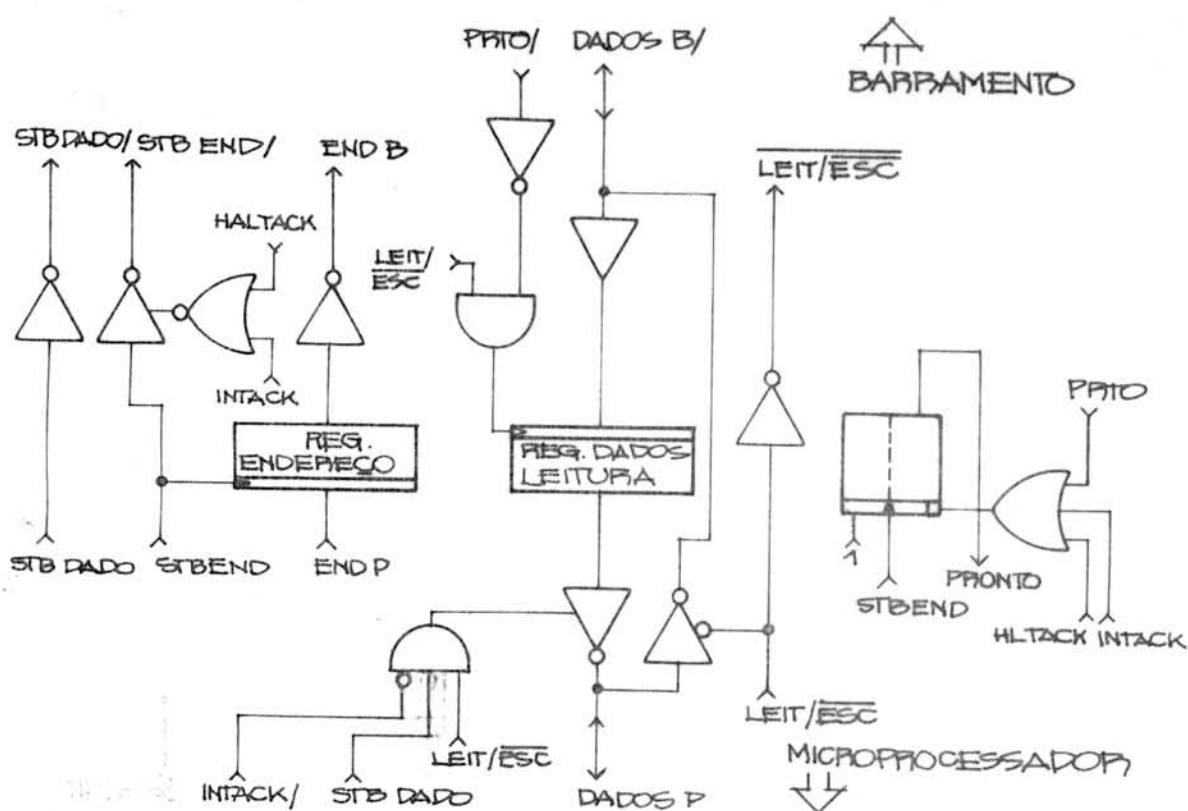 PRTO/ DADOS B/
BARRAMENTO
STB DADO/ STB END/ END B
LEIT/ESC
HALTACK
LEIT/
ESC
INTACK
PRTO
REG.
ENDEREÇO
REG. DADOS
LEITURA
STB DADO STBEND END P
1
STBEND
PRONTO
HLTACK INTACK
LEIT/ESC
LEIT/ESC
MICROPROCESSADOR
INTACK/ STB DADO DADOS P